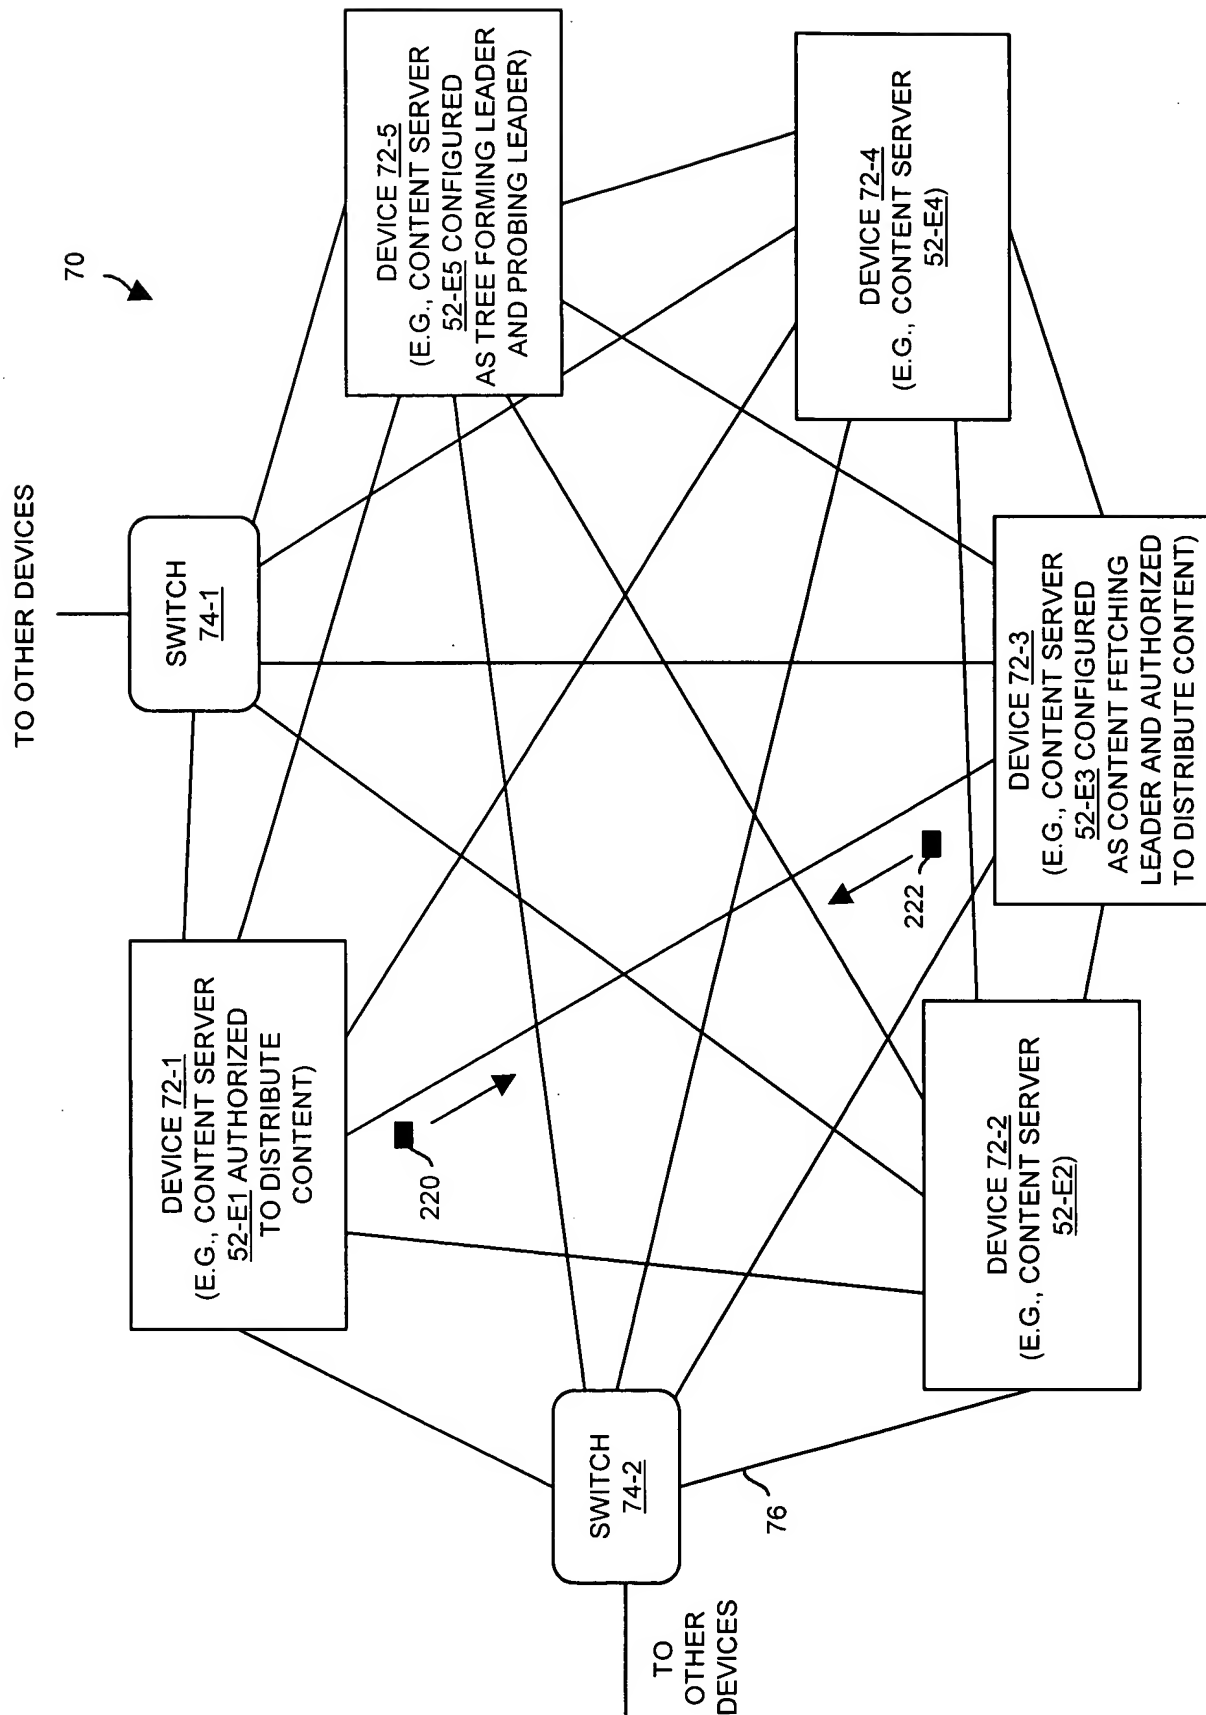 TO OTHER DEVICES
70
SWITCH
74-1
DEVICE 72-1
(E.G., CONTENT SERVER
52-E1 AUTHORIZED
TO DISTRIBUTE
CONTENT)
DEVICE 72-5
(E.G., CONTENT SERVER
52-E5 CONFIGURED
AS TREE FORMING LEADER
AND PROBING LEADER)
220
SWITCH
74-2
TO
OTHER
DEVICES
76
222
DEVICE 72-4
(E.G., CONTENT SERVER
52-E4)
DEVICE 72-2
(E.G., CONTENT SERVER
52-E2)
DEVICE 72-3
(E.G., CONTENT SERVER
52-E3 CONFIGURED
AS CONTENT FETCHING
LEADER AND AUTHORIZED
TO DISTRIBUTE CONTENT)